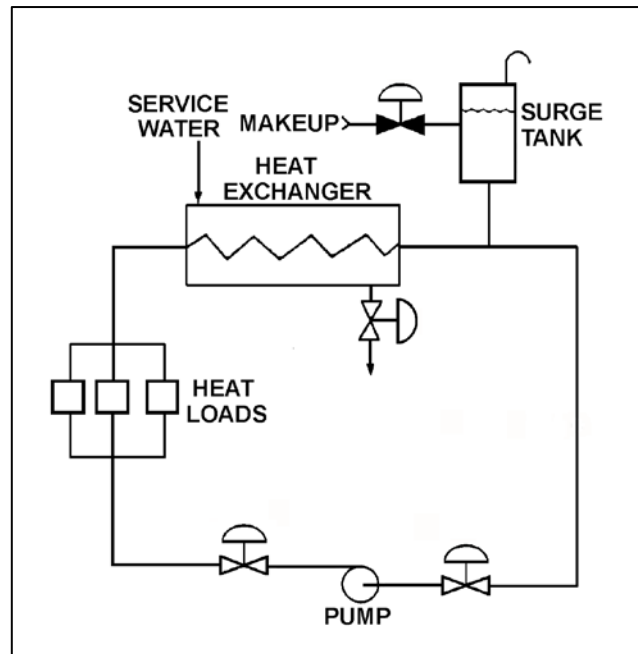 SERVICE
WATER
MAKEUP
SURGE
TANK
HEAT
EXCHANGER
HEAT
LOADS
PUMP